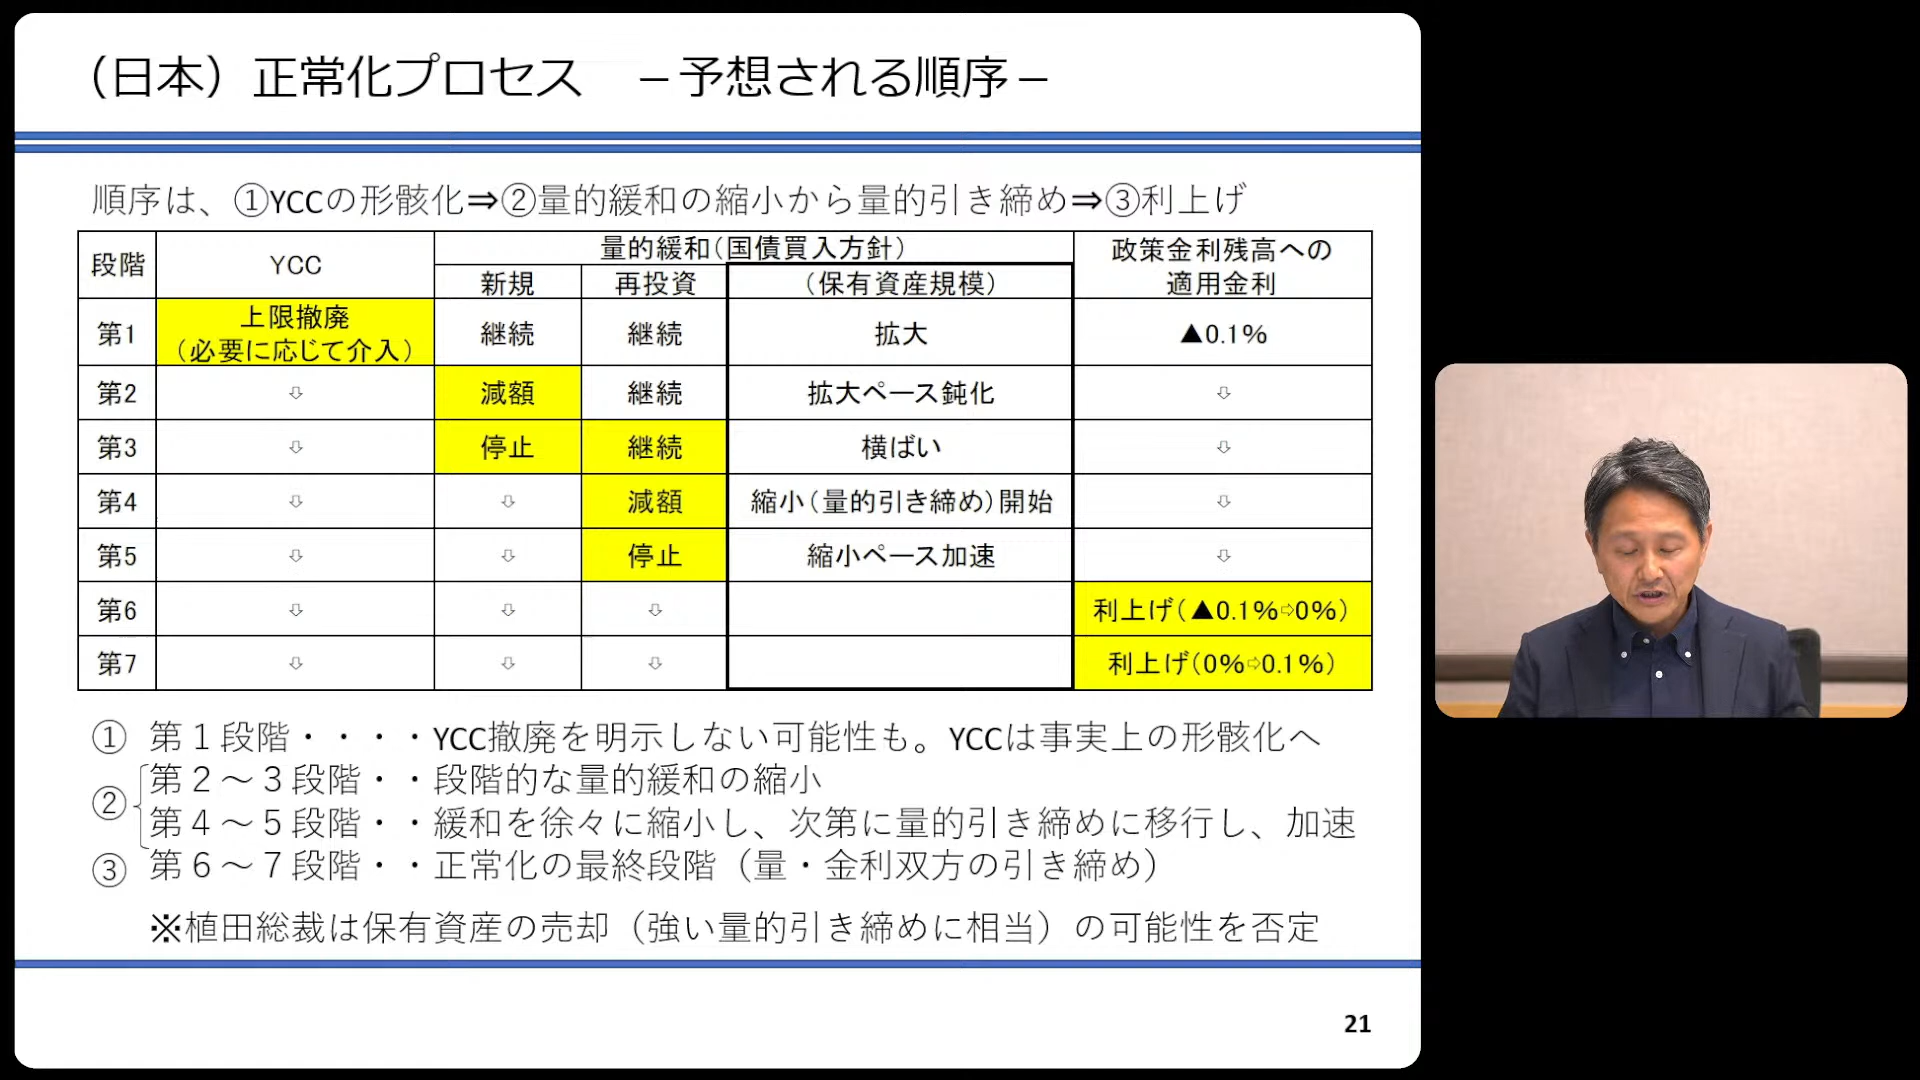 （日本）正常化プロセス　－予想される順序－
順序は、①YCCの形骸化⇒②量的緩和の縮小から量的引き締め⇒③利上げ
段階 YCC 量的緩和（国債買入方針） 政策金利残高への適用金利
新規 再投資 （保有資産規模）
第1 上限撤廃（必要に応じて介入） 継続 継続 拡大 ▲0.1%
第2 ⇩ 減額 継続 拡大ペース鈍化 ⇩
第3 ⇩ 停止 継続 横ばい ⇩
第4 ⇩ ⇩ 減額 縮小（量的引き締め）開始 ⇩
第5 ⇩ ⇩ 停止 縮小ペース加速 ⇩
第6 ⇩ ⇩ ⇩ 利上げ（▲0.1%⇨0%）
第7 ⇩ ⇩ ⇩ 利上げ（0%⇨0.1%）
① 第１段階・・・・YCC撤廃を明示しない可能性も。YCCは事実上の形骸化へ
② 第２～３段階・・段階的な量的緩和の縮小
第４～５段階・・緩和を徐々に縮小し、次第に量的引き締めに移行し、加速
③ 第６～７段階・・正常化の最終段階（量・金利双方の引き締め）
※植田総裁は保有資産の売却（強い量的引き締めに相当）の可能性を否定
21